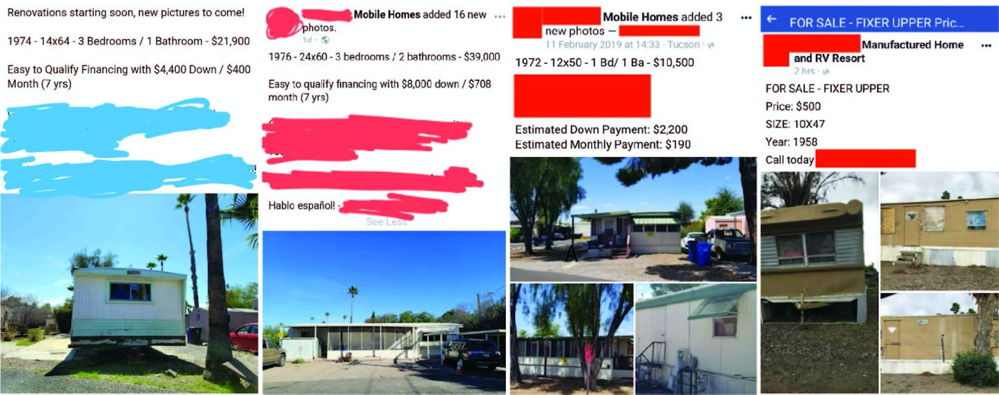 Renovations starting soon, new pictures to come!
1974 - 14x64 - 3 Bedrooms / 1 Bathroom - $21,900
Easy to Qualify Financing with $4,400 Down / $400
Month (7 yrs)
Mobile Homes added 16 new
photos.
1d ·
1976 - 24x60 - 3 bedrooms / 2 bathrooms - $39,000
Easy to qualify financing with $8,000 down / $708
month (7 yrs)
Hablo español! -
See Less
Mobile Homes added 3
new photos —
11 February 2019 at 14:33 · Tucson ·
1972 - 12x50 - 1 Bd/ 1 Ba - $10,500
Estimated Down Payment: $2,200
Estimated Monthly Payment: $190
A
FOR SALE - FIXER UPPER Pric...
Manufactured Home
and RV Resort
2 hrs ·
FOR SALE - FIXER UPPER
Price: $500
SIZE: 10X47
Year: 1958
Call today